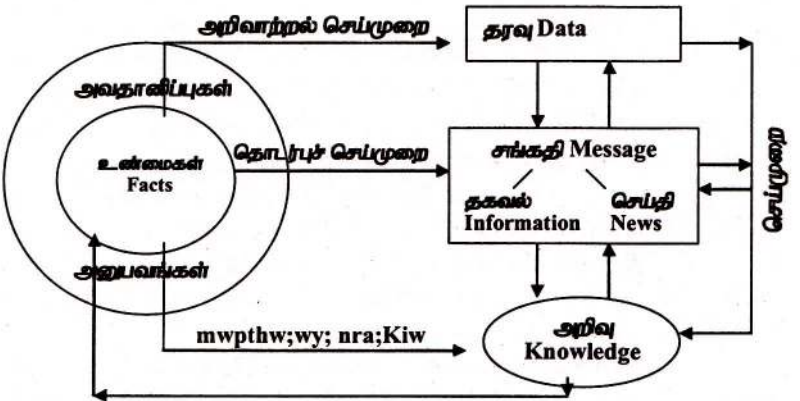 அறிவாற்றல் செய்முறை
தரவு Data
அவதானிப்புகள்
உண்மைகள்
Facts
தொடர்புச் செய்முறை
சங்கதி Message
தகவல்
Information
செய்தி
News
செய்முறை
அனுபவங்கள்
mwpthw;wy; nra;Kiw
அறிவு
Knowledge